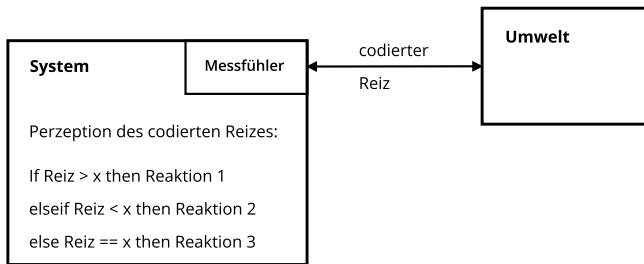 Umwelt
codierter
System
Messfühler
Reiz
Perzeption des codierten Reizes:
If Reiz > x then Reaktion 1
elseif Reiz < x then Reaktion 2
else Reiz == x then Reaktion 3